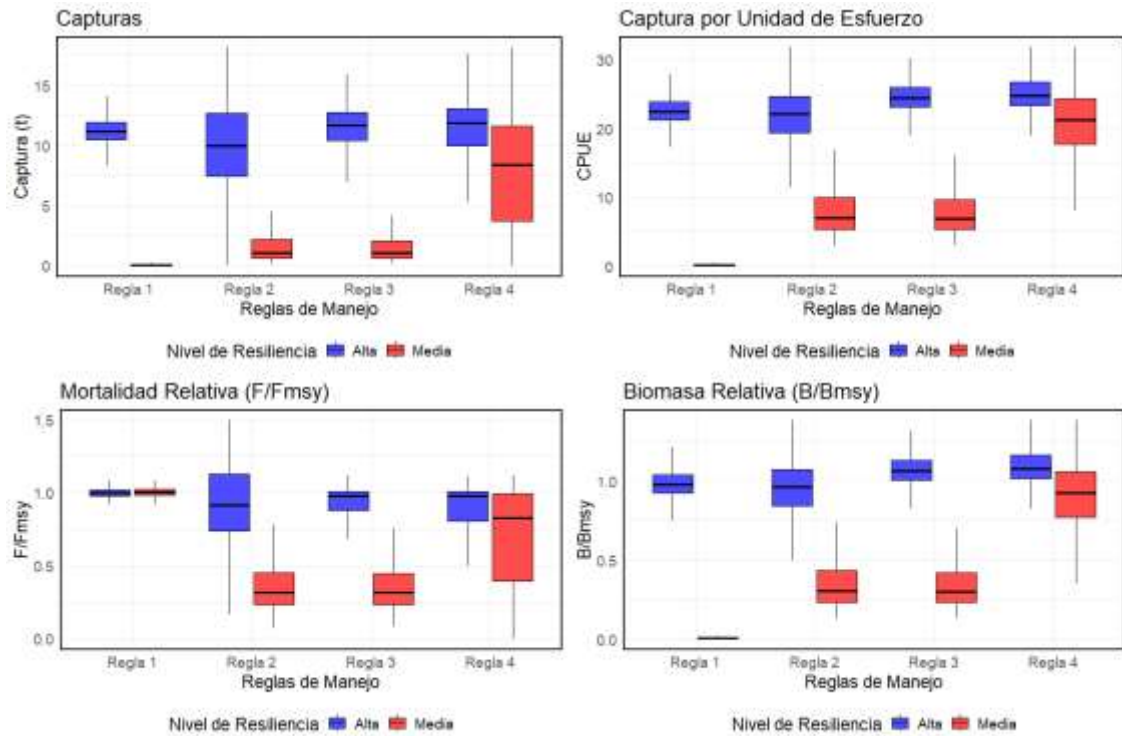 Capturas
Captura (t)
15
10
5
0
Regla 1 Regla 2 Regla 3 Regla 4
Reglas de Manejo
Nivel de Resiliencia Alta Media
Captura por Unidad de Esfuerzo
CPUE
30
20
10
0
Regla 1 Regla 2 Regla 3 Regla 4
Reglas de Manejo
Nivel de Resiliencia Alta Media
Mortalidad Relativa (F/Fmsy)
F/Fmsy
1.5
1.0
0.5
0.0
Regla 1 Regla 2 Regla 3 Regla 4
Reglas de Manejo
Nivel de Resiliencia Alta Media
Biomasa Relativa (B/Bmsy)
B/Bmsy
1.0
0.5
0.0
Regla 1 Regla 2 Regla 3 Regla 4
Reglas de Manejo
Nivel de Resiliencia Alta Media